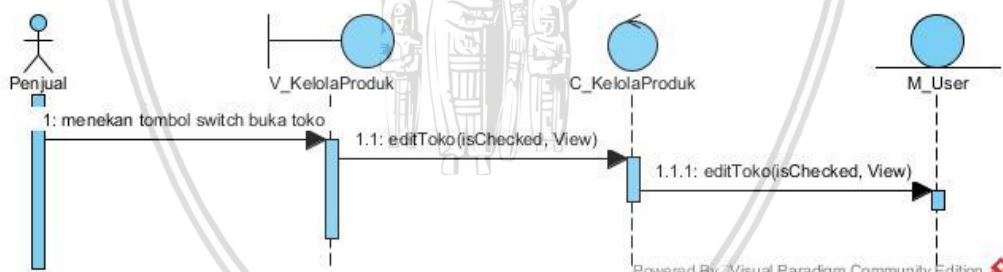 Penjual
V_KelolaProduk
C_KelolaProduk
M_User
1: menekan tombol switch buka toko
1.1: editToko(isChecked, View)
1.1.1: editToko(isChecked, View)
Powered By Visual Paradigm Community Edition